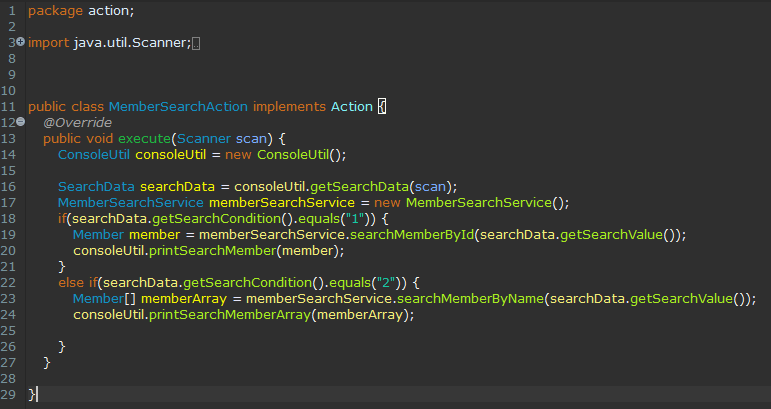 1 package action;
2
3 import java.util.Scanner;
8
9
10
11 public class MemberSearchAction implements Action {
12 @Override
13 public void execute(Scanner scan) {
14 ConsoleUtil consoleUtil = new ConsoleUtil();
15
16 SearchData searchData = consoleUtil.getSearchData(scan);
17 MemberSearchService memberSearchService = new MemberSearchService();
18 if(searchData.getSearchCondition().equals("1")) {
19 Member member = memberSearchService.searchMemberById(searchData.getSearchValue());
20 consoleUtil.printSearchMember(member);
21 }
22 else if(searchData.getSearchCondition().equals("2")) {
23 Member[] memberArray = memberSearchService.searchMemberByName(searchData.getSearchValue());
24 consoleUtil.printSearchMemberArray(memberArray);
25
26 }
27 }
28
29 }